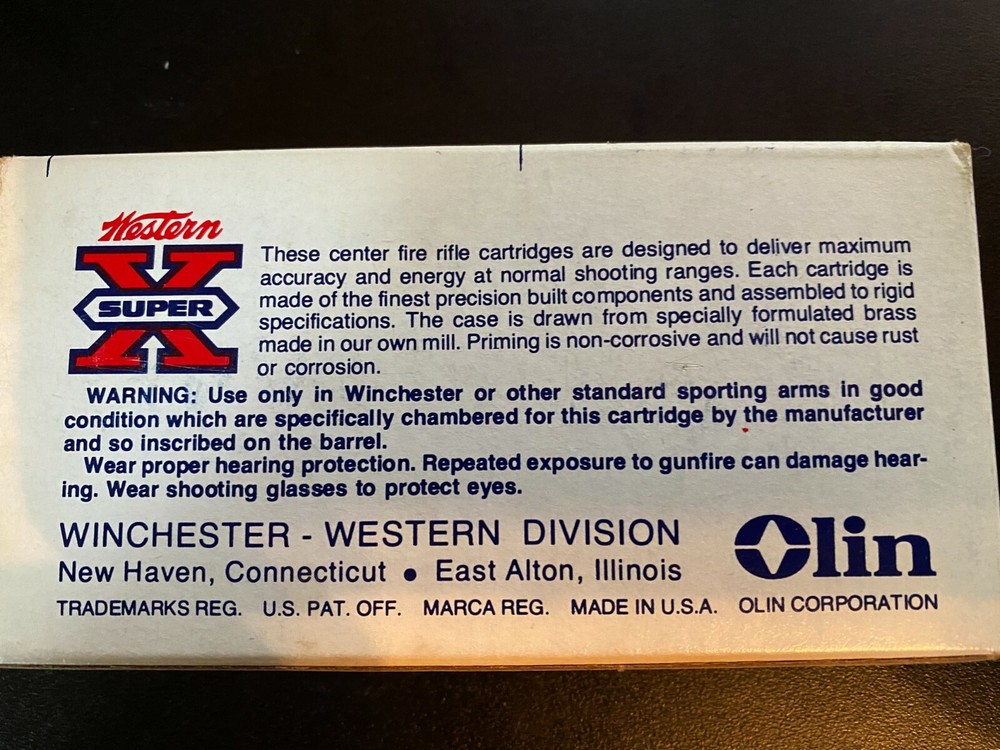 Western
SUPER X
These center fire rifle cartridges are designed to deliver maximum
accuracy and energy at normal shooting ranges. Each cartridge is
made of the finest precision built components and assembled to rigid
specifications. The case is drawn from specially formulated brass
made in our own mill. Priming is non-corrosive and will not cause rust
or corrosion.
WARNING: Use only in Winchester or other standard sporting arms in good
condition which are specifically chambered for this cartridge by the manufacturer
and so inscribed on the barrel.
Wear proper hearing protection. Repeated exposure to gunfire can damage hear-
ing. Wear shooting glasses to protect eyes.
WINCHESTER - WESTERN DIVISION
New Haven, Connecticut • East Alton, Illinois
Olin
TRADEMARKS REG. U.S. PAT. OFF. MARCA REG. MADE IN U.S.A. OLIN CORPORATION